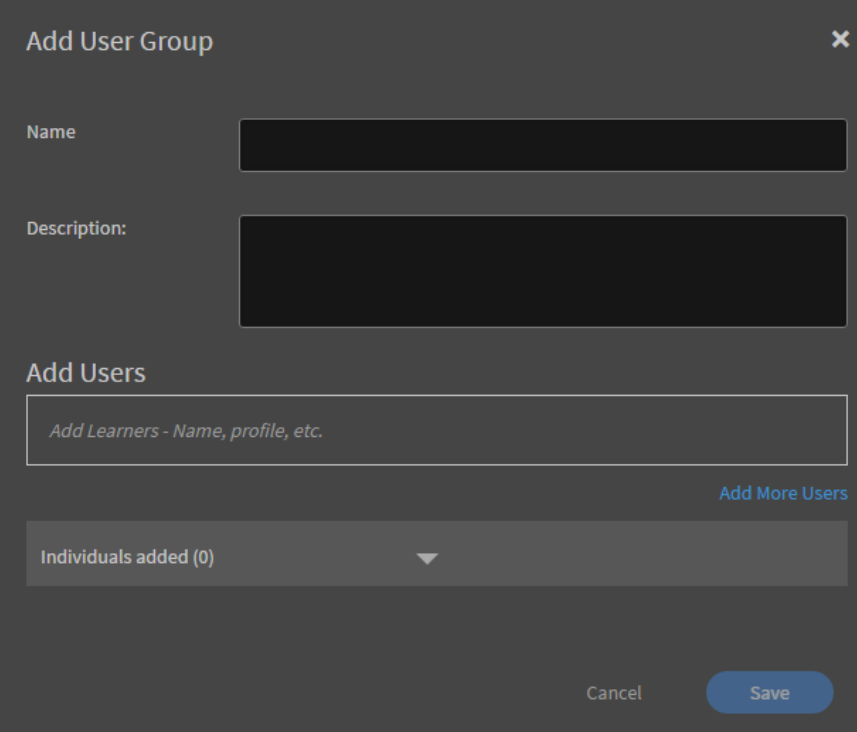 Add User Group
Name
Description:
Add Users
Add Learners - Name, profile, etc.
Add More Users
Individuals added (0)
Cancel
Save